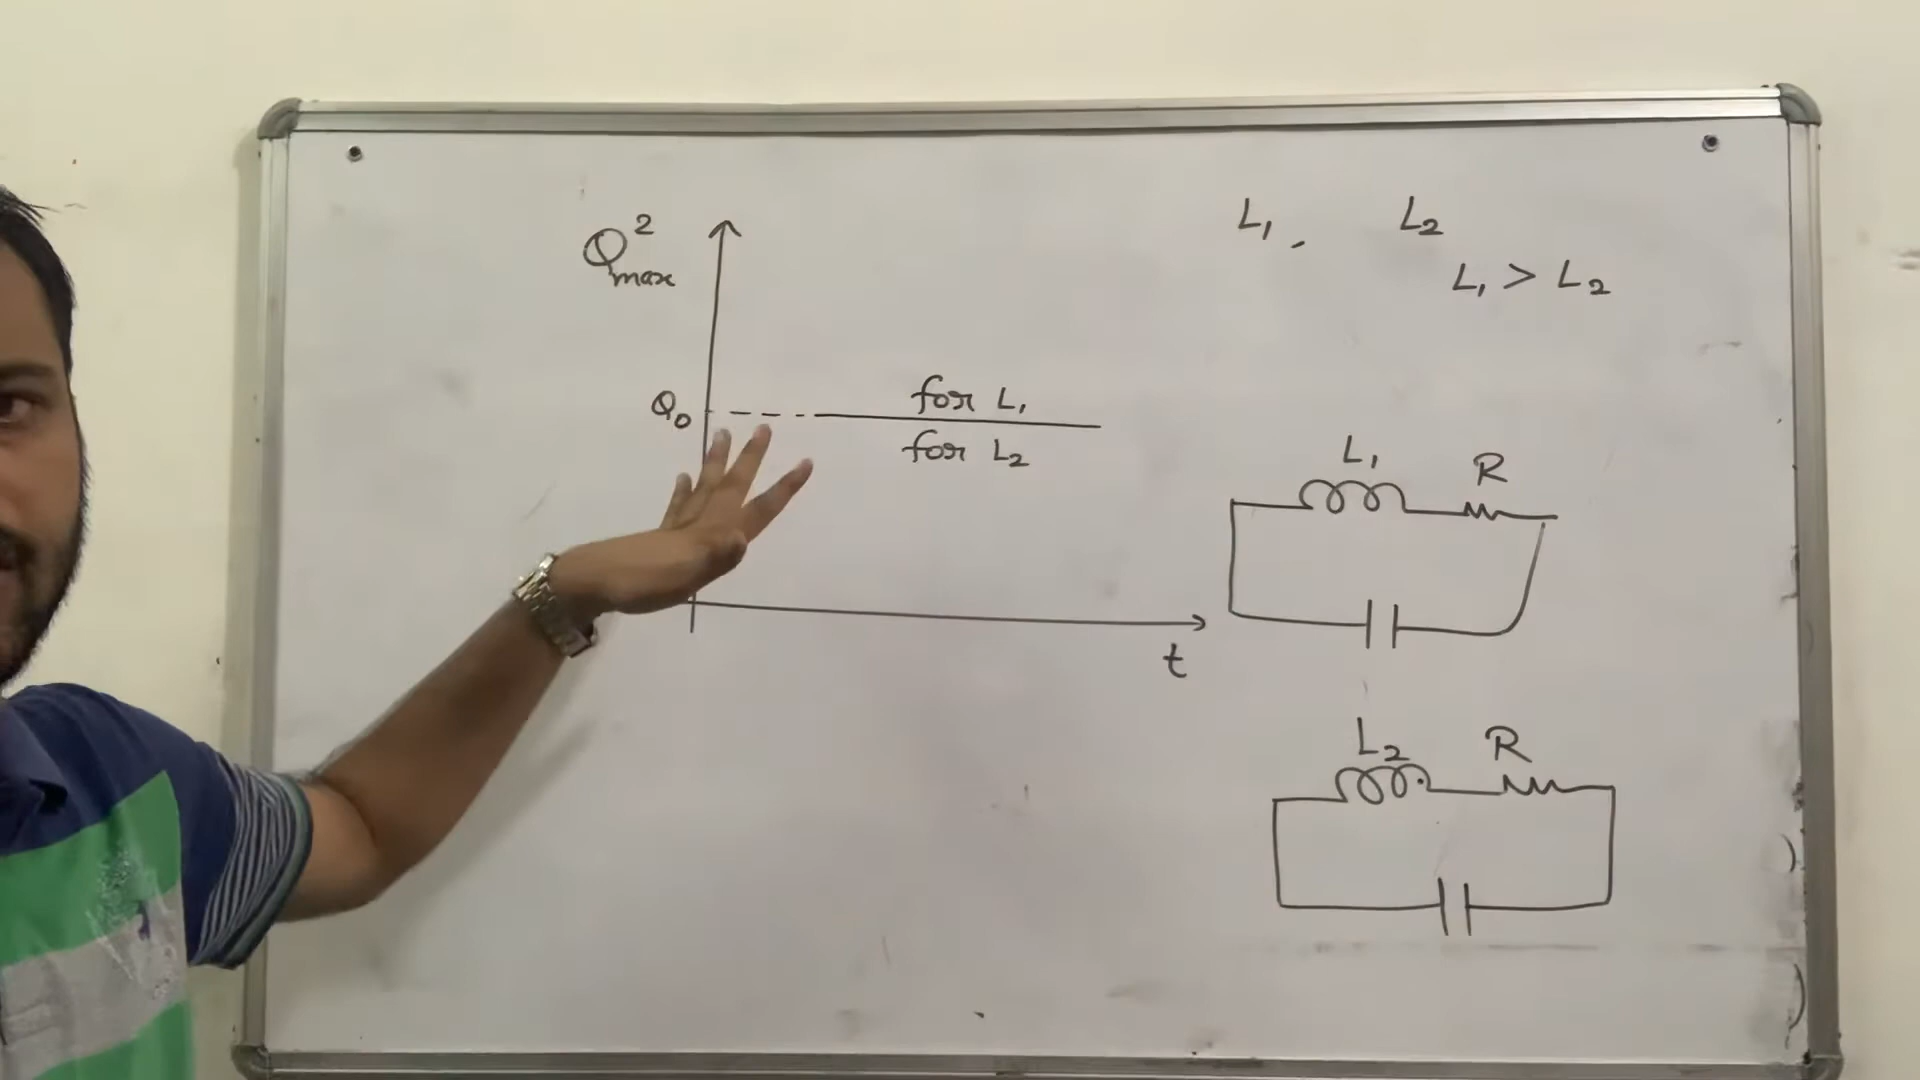 Q²max
Q₀
for L₁
for L₂
t
L₁ L₂
L₁ > L₂
L₁ R
L₂ R